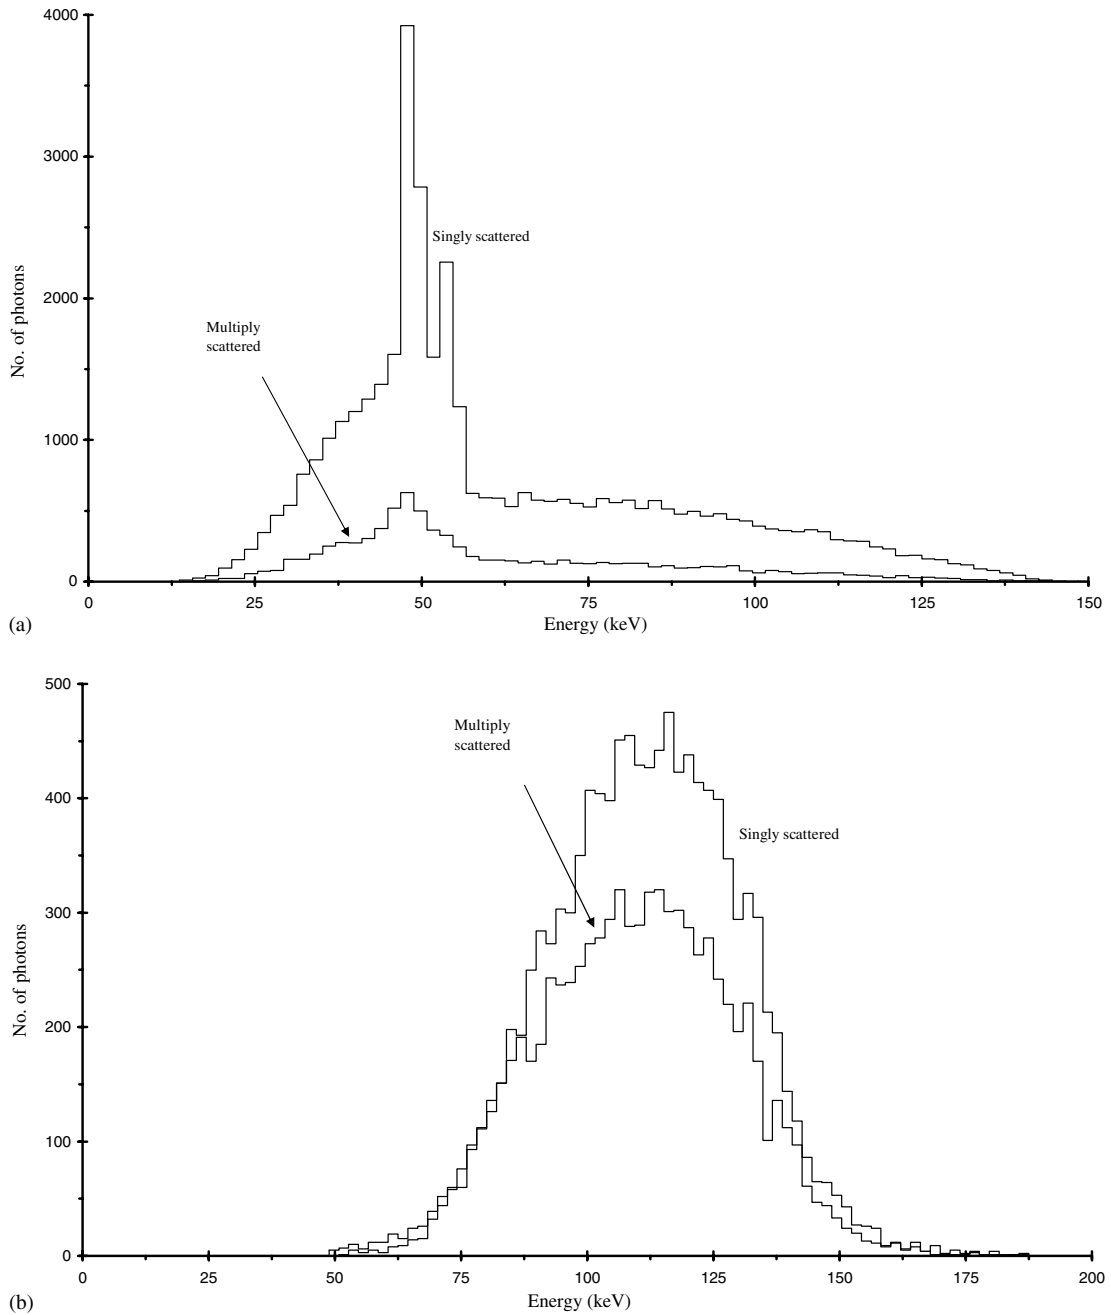 4000
3000
2000
1000
0
No. of photons
Singly scattered
Multiply
scattered
0 25 50 75 100 125 150
Energy (keV)
(a)
500
400
300
200
100
0
No. of photons
Multiply
scattered
Singly scattered
0 25 50 75 100 125 150 175 200
Energy (keV)
(b)